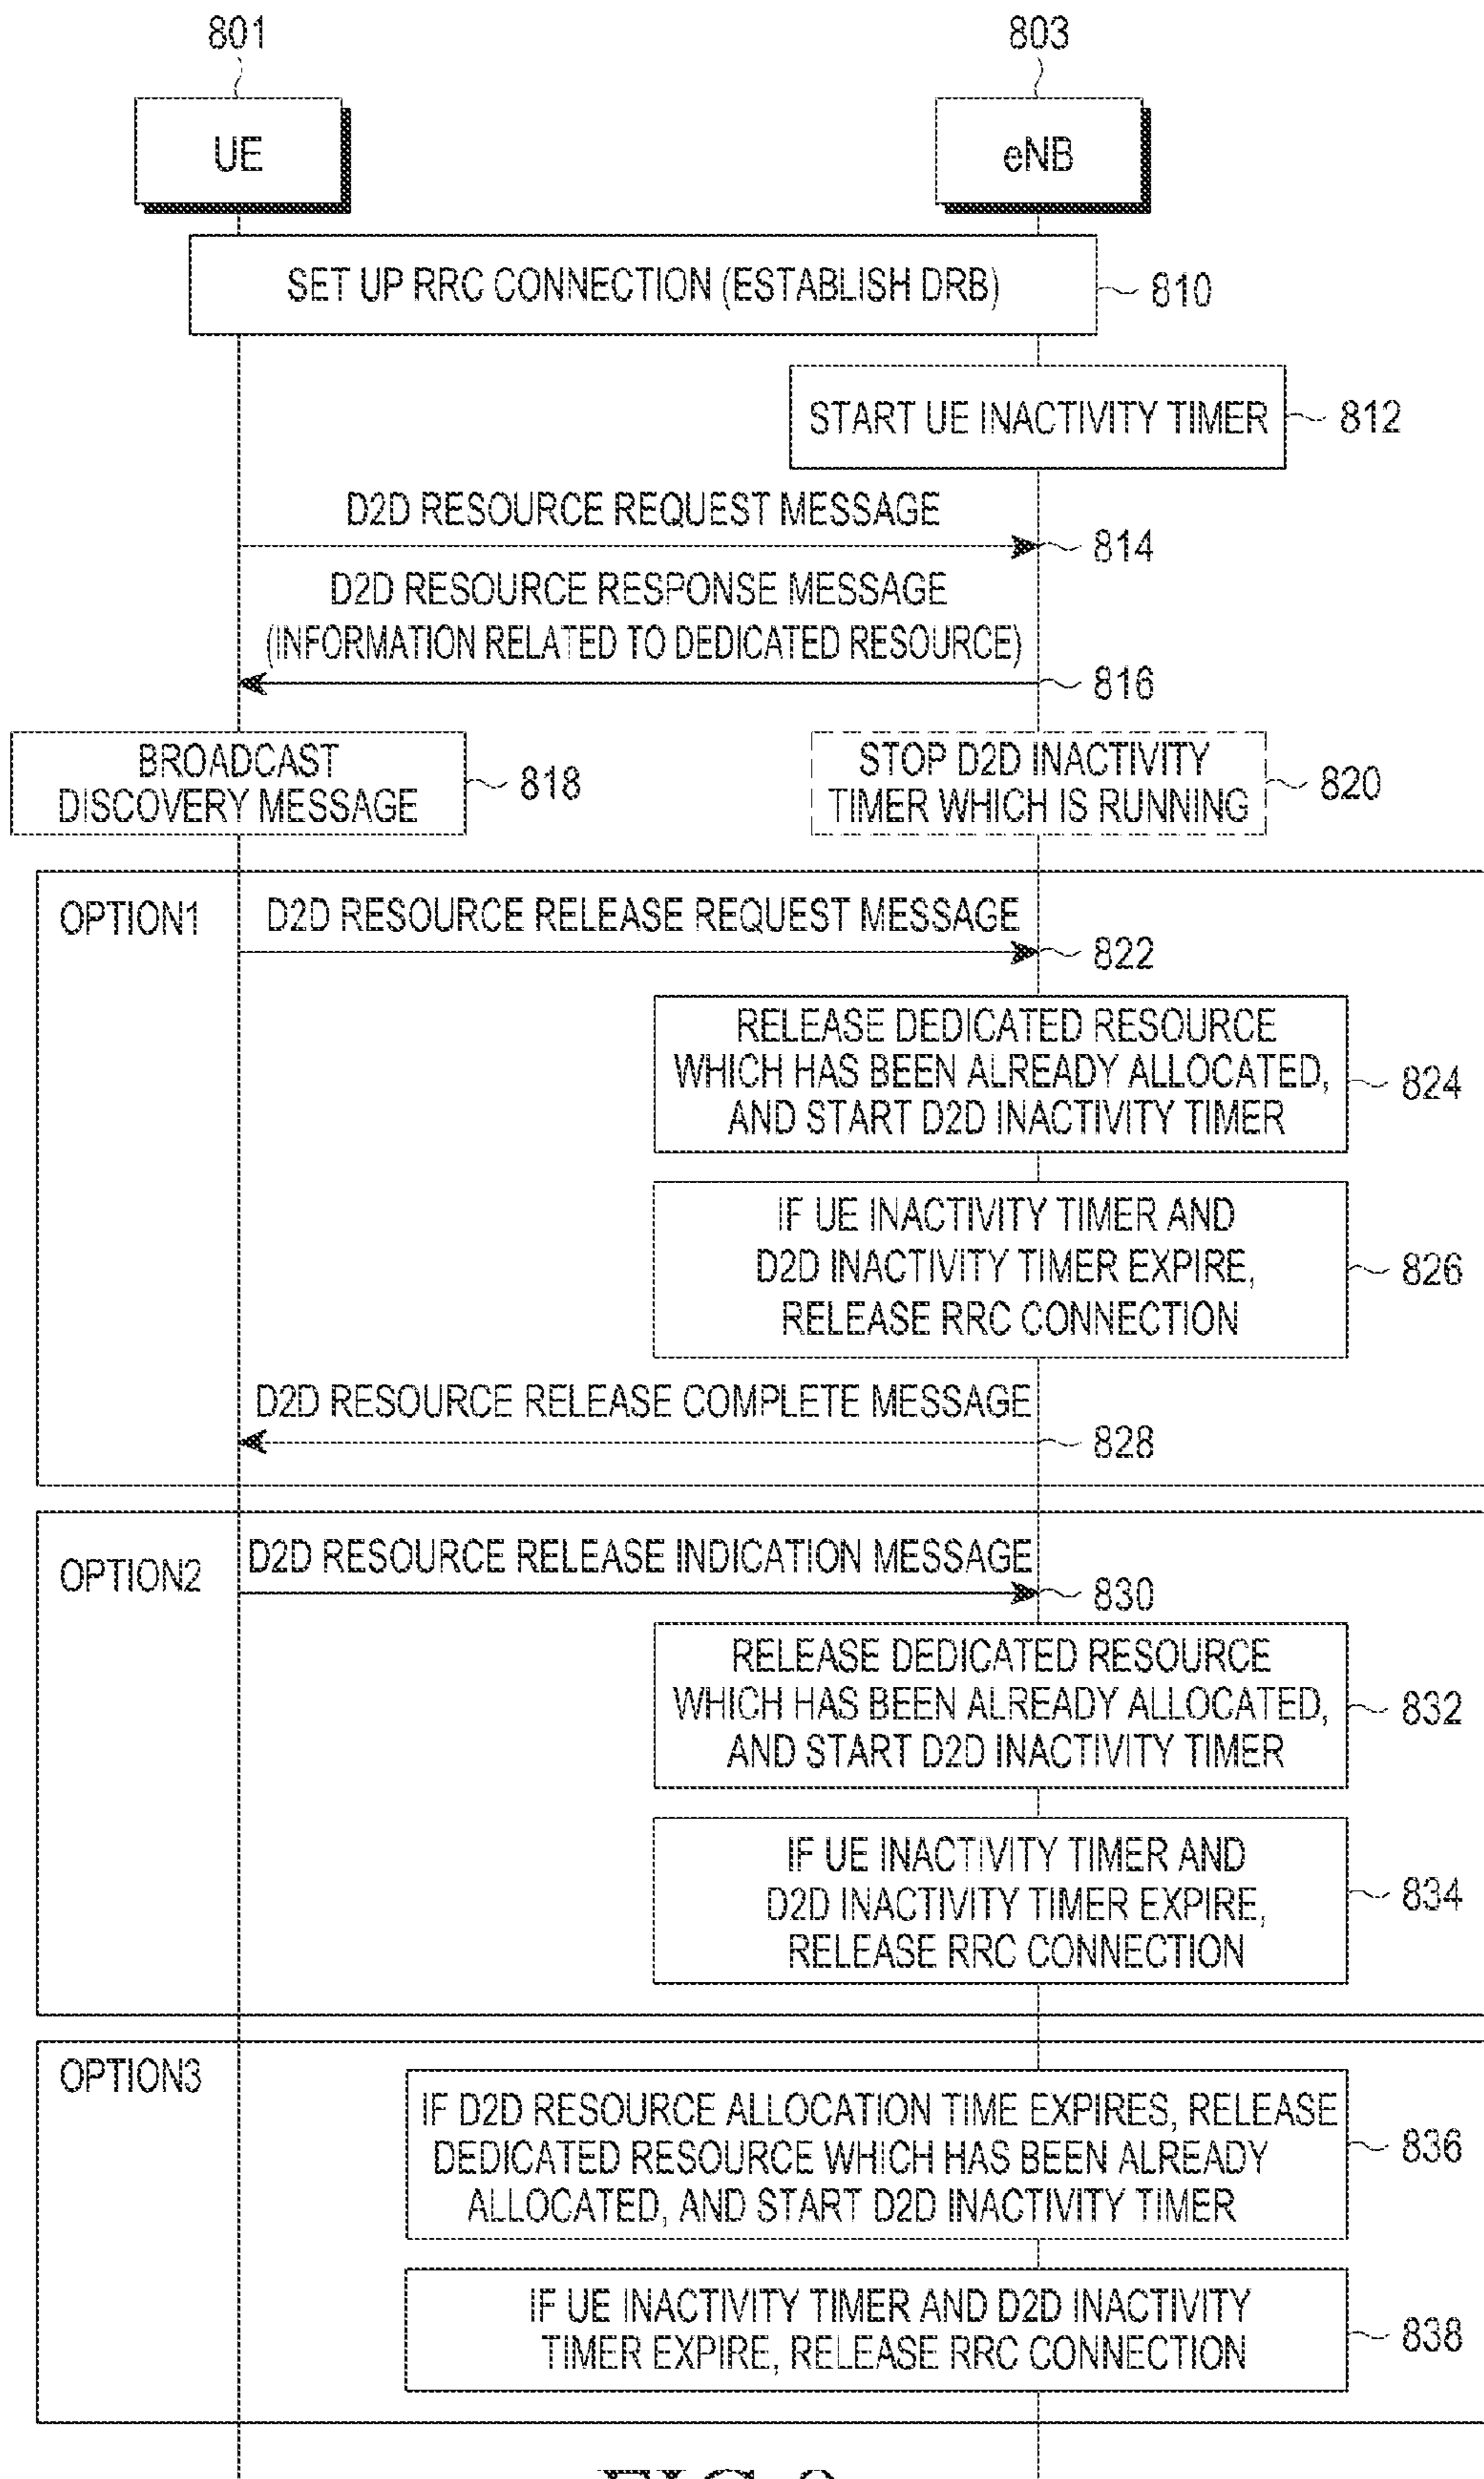 801
803
UE
eNB
SET UP RRC CONNECTION (ESTABLISH DRB)
810
START UE INACTIVITY TIMER
812
D2D RESOURCE REQUEST MESSAGE
814
D2D RESOURCE RESPONSE MESSAGE
(INFORMATION RELATED TO DEDICATED RESOURCE)
816
BROADCAST
DISCOVERY MESSAGE
818
STOP D2D INACTIVITY
TIMER WHICH IS RUNNING
820
OPTION1
D2D RESOURCE RELEASE REQUEST MESSAGE
822
RELEASE DEDICATED RESOURCE
WHICH HAS BEEN ALREADY ALLOCATED,
AND START D2D INACTIVITY TIMER
824
IF UE INACTIVITY TIMER AND
D2D INACTIVITY TIMER EXPIRE,
RELEASE RRC CONNECTION
826
D2D RESOURCE RELEASE COMPLETE MESSAGE
828
OPTION2
D2D RESOURCE RELEASE INDICATION MESSAGE
830
RELEASE DEDICATED RESOURCE
WHICH HAS BEEN ALREADY ALLOCATED,
AND START D2D INACTIVITY TIMER
832
IF UE INACTIVITY TIMER AND
D2D INACTIVITY TIMER EXPIRE,
RELEASE RRC CONNECTION
834
OPTION3
IF D2D RESOURCE ALLOCATION TIME EXPIRES, RELEASE
DEDICATED RESOURCE WHICH HAS BEEN ALREADY
ALLOCATED, AND START D2D INACTIVITY TIMER
836
IF UE INACTIVITY TIMER AND D2D INACTIVITY
TIMER EXPIRE, RELEASE RRC CONNECTION
838